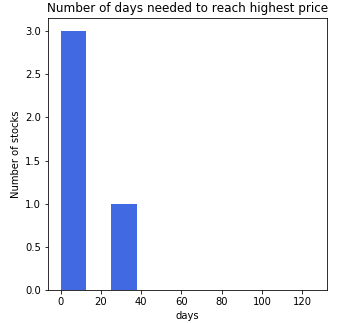 Number of days needed to reach highest price
3.0
2.5
2.0
1.5
1.0
0.5
0.0
Number of stocks
0 20 40 60 80 100 120
days